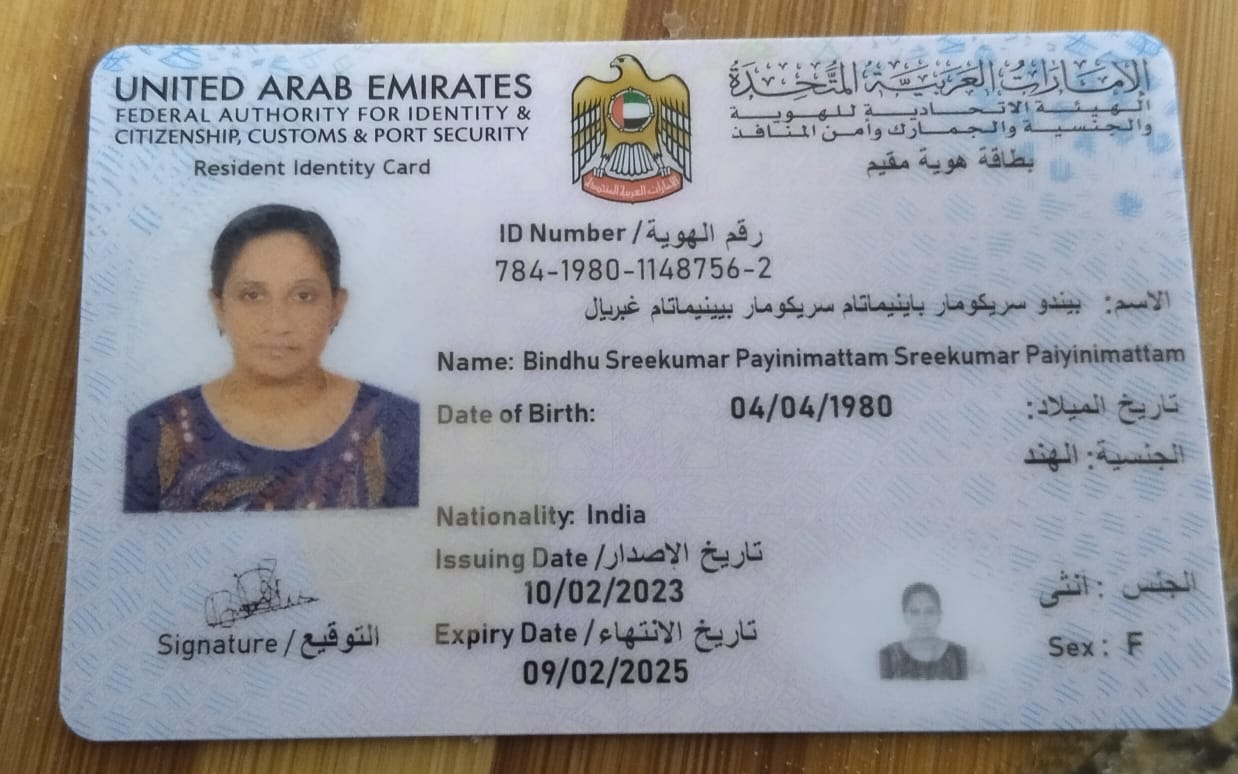 UNITED ARAB EMIRATES
FEDERAL AUTHORITY FOR IDENTITY &
CITIZENSHIP, CUSTOMS & PORT SECURITY
Resident Identity Card
الإمارات العربية المتحدة
الهيئة الاتحادية للهوية
والجنسية والجمارك وأمن المنافذ
بطاقة هوية مقيم
الإمارات العربية المتحدة
ID Number / رقم الهوية
784-1980-1148756-2
الاسم: بيندو سريكومار باينيماتام سريكومار بيينيماتام غبريال
Name: Bindhu Sreekumar Payinimattam Sreekumar Paiyinimattam
Date of Birth: 04/04/1980 تاريخ الميلاد:
الجنسية: الهند
Nationality: India
Issuing Date / تاريخ الاصدار
10/02/2023
Expiry Date / تاريخ الانتهاء
09/02/2025
الجنس : أنثى
Sex : F
Signature / التوقيع